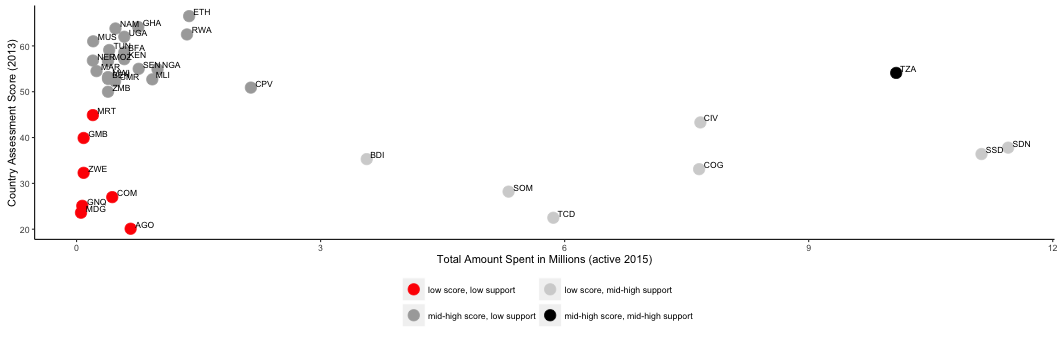 Country Assessment Score (2013)
60
50
40
30
20
ETH
NAM
GHA
RWA
UGA
MUS
TUN
BFA
KEN
NER
MOZ
MAR
SEN
NGA
MLI
CMR
ZMB
CPV
TZA
MRT
GMB
CIV
BDI
SSD
SDN
ZWE
COG
COM
SOM
GNQ
MDG
TCD
AGO
0
3
6
9
12
Total Amount Spent in Millions (active 2015)
low score, low support
low score, mid-high support
mid-high score, low support
mid-high score, mid-high support